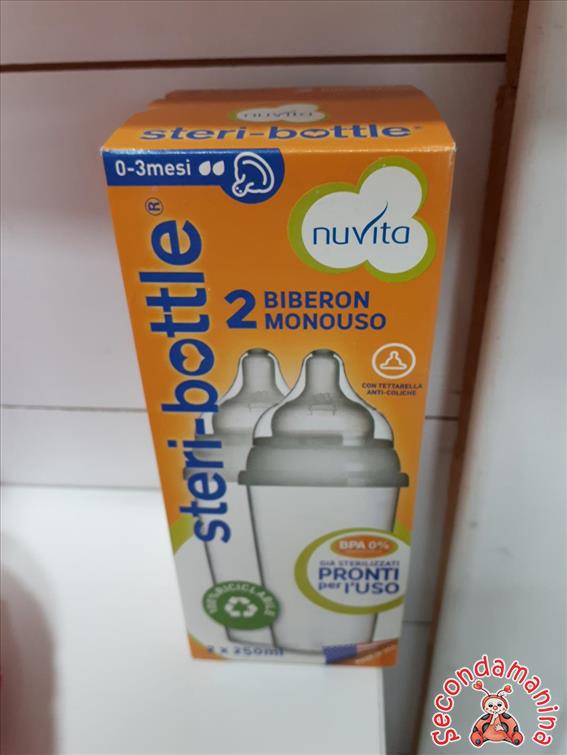 nuvita
steri-bottle®
0-3mesi
nuvita
steri-bottle®
2 BIBERON
MONOUSO
CON TETTARELLA
ANTI-COLICHE
BPA 0%
GIÀ STERILIZZATI
PRONTI
per l'USO
100% RICICLABILE
2 x 250ml
secondamanina